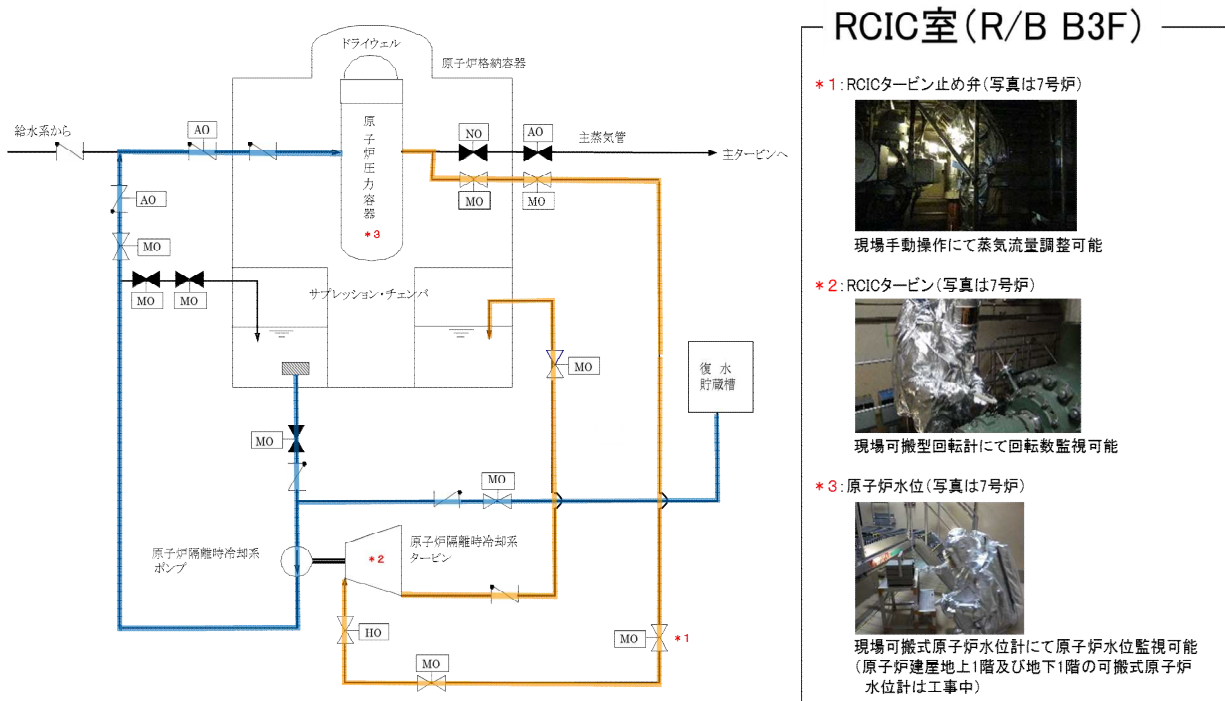 ドライウェル
原子炉格納容器
給水系から
AO
NO
AO
主蒸気管
主タービンへ
原子炉圧力容器
*3
MO
MO
AO
MO
MO
MO
サプレッション・チェンバ
MO
復水
貯蔵槽
MO
MO
原子炉隔離時冷却系
ポンプ
*2
原子炉隔離時冷却系
タービン
HO
MO
*1
MO
RCIC室(R/B B3F)
*1:RCICタービン止め弁(写真は7号炉)
現場手動操作にて蒸気流量調整可能
*2:RCICタービン(写真は7号炉)
現場可搬型回転計にて回転数監視可能
*3:原子炉水位(写真は7号炉)
現場可搬式原子炉水位計にて原子炉水位監視可能
(原子炉建屋地上1階及び地下1階の可搬式原子炉
水位計は工事中)